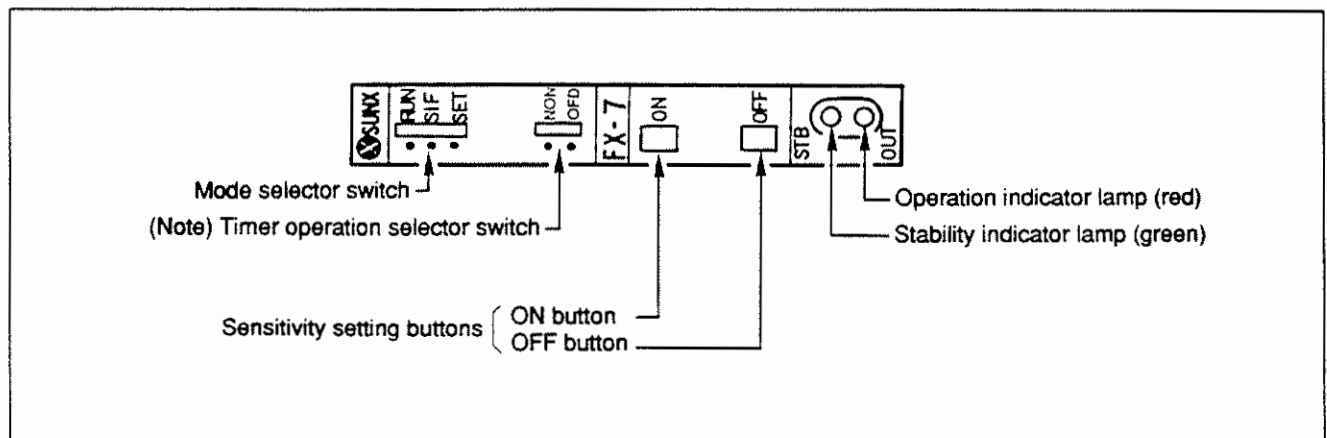 SUNX
RUN
SIF
SET
NON
OFD
FX-7
ON
OFF
STB
OUT
Mode selector switch
(Note) Timer operation selector switch
Operation indicator lamp (red)
Stability indicator lamp (green)
Sensitivity setting buttons
ON button
OFF button